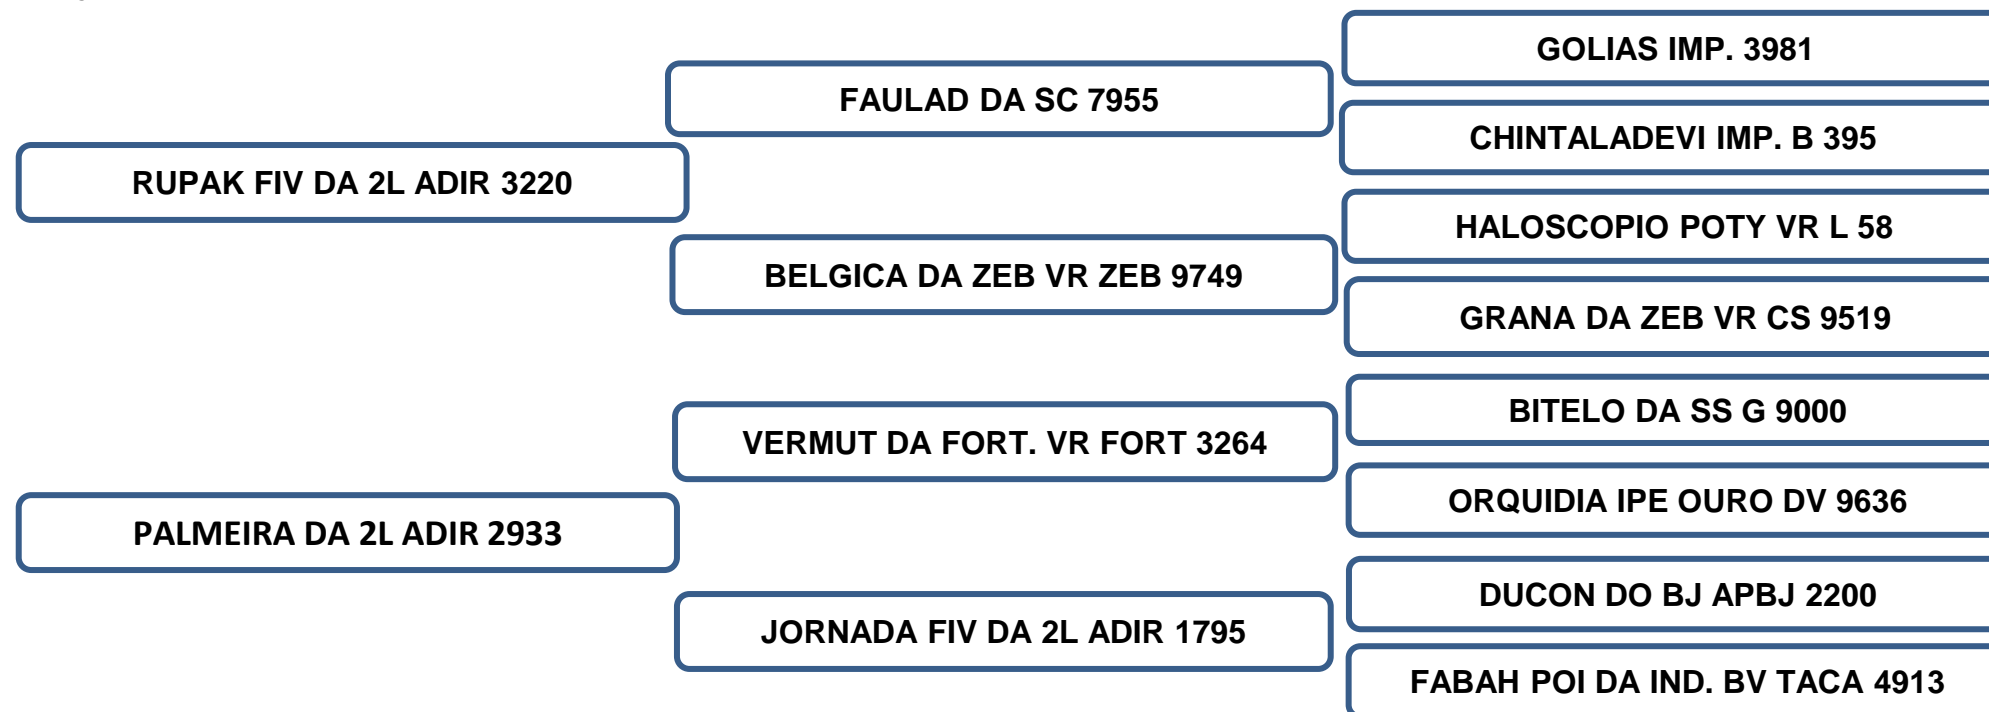 GOLIAS IMP. 3981
FAULAD DA SC 7955
CHINTALADEVI IMP. B 395
RUPAK FIV DA 2L ADIR 3220
HALOSCOPIO POTY VR L 58
BELGICA DA ZEB VR ZEB 9749
GRANA DA ZEB VR CS 9519
BITELO DA SS G 9000
VERMUT DA FORT. VR FORT 3264
ORQUIDIA IPE OURO DV 9636
PALMEIRA DA 2L ADIR 2933
DUCON DO BJ APBJ 2200
JORNADA FIV DA 2L ADIR 1795
FABAH POI DA IND. BV TACA 4913